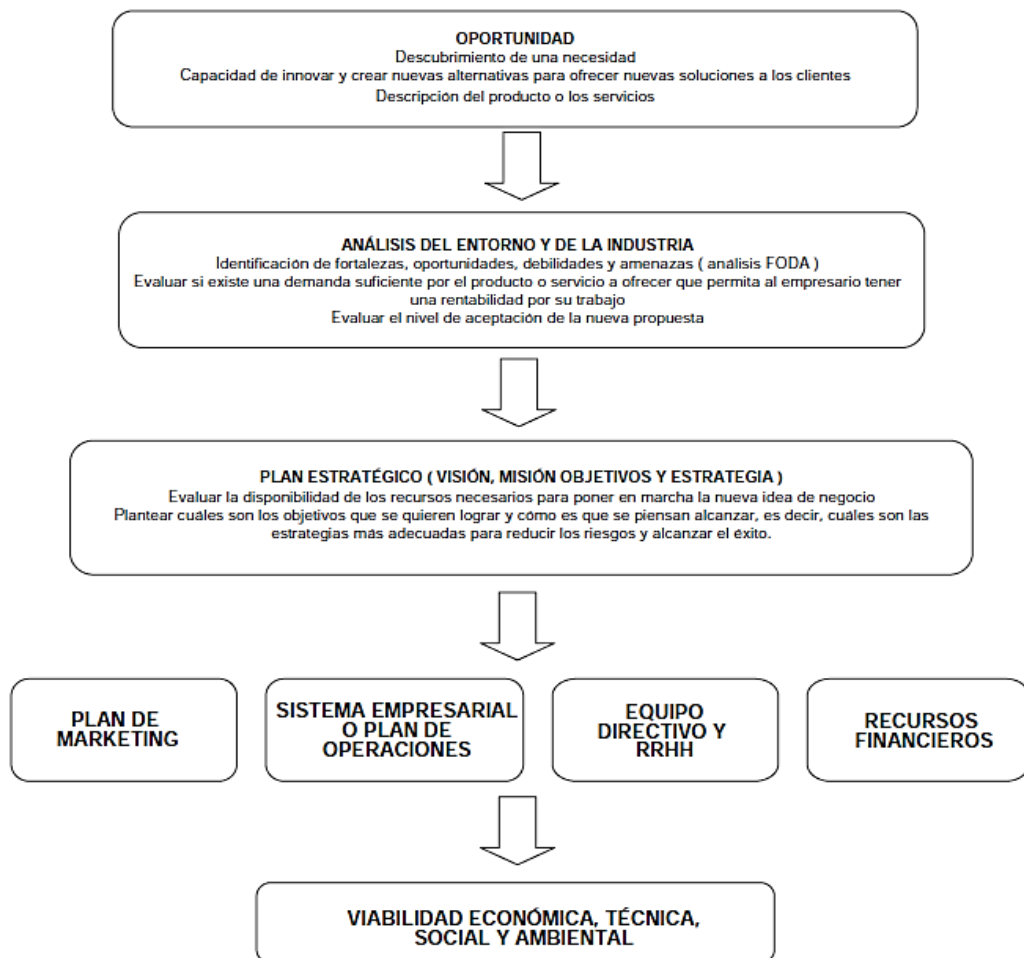 OPORTUNIDAD
Descubrimiento de una necesidad
Capacidad de innovar y crear nuevas alternativas para ofrecer nuevas soluciones a los clientes
Descripción del producto o los servicios
ANÁLISIS DEL ENTORNO Y DE LA INDUSTRIA
Identificación de fortalezas, oportunidades, debilidades y amenazas ( análisis FODA )
Evaluar si existe una demanda suficiente por el producto o servicio a ofrecer que permita al empresario tener
una rentabilidad por su trabajo
Evaluar el nivel de aceptación de la nueva propuesta
PLAN ESTRATÉGICO ( VISIÓN, MISIÓN OBJETIVOS Y ESTRATEGIA )
Evaluar la disponibilidad de los recursos necesarios para poner en marcha la nueva idea de negocio
Plantear cuáles son los objetivos que se quieren lograr y cómo es que se piensan alcanzar, es decir, cuáles son las
estrategias más adecuadas para reducir los riesgos y alcanzar el éxito.
PLAN DE
MARKETING
SISTEMA EMPRESARIAL
O PLAN DE
OPERACIONES
EQUIPO
DIRECTIVO Y
RRHH
RECURSOS
FINANCIEROS
VIABILIDAD ECONÓMICA, TÉCNICA,
SOCIAL Y AMBIENTAL